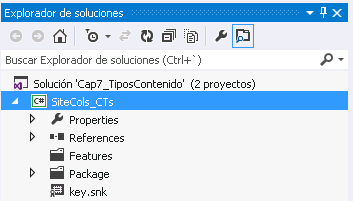 Explorador de soluciones
Buscar Explorador de soluciones (Ctrl+`)
Solución 'Cap7_TiposContenido' (2 proyectos)
C# SiteCols_CTs
Properties
References
Features
Package
key.snk